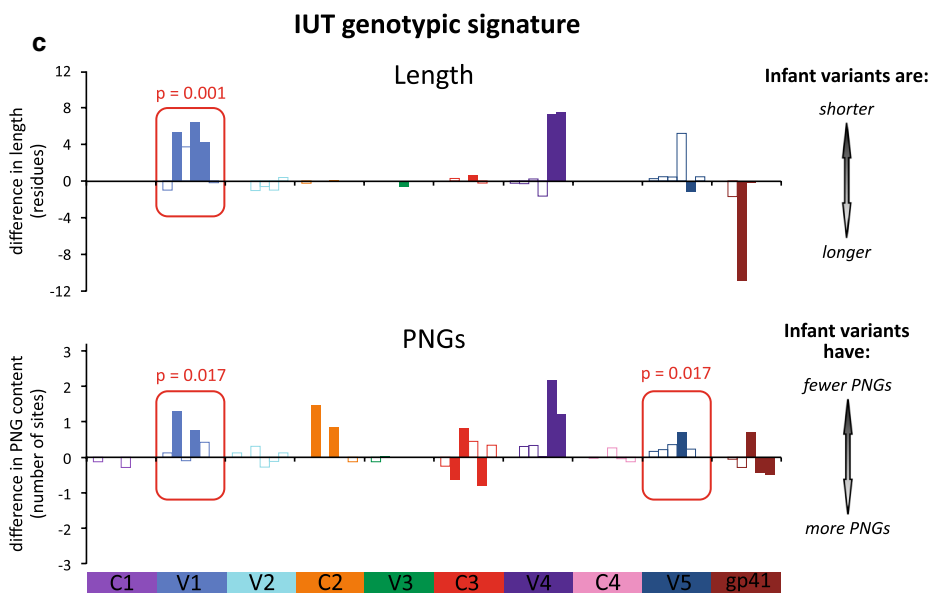 IUT genotypic signature
c
Length
Infant variants are:
shorter
longer
p = 0.001
12
8
4
0
-4
-8
-12
difference in length
(residues)
PNGs
Infant variants
have:
fewer PNGs
more PNGs
p = 0.017
p = 0.017
3
2
1
0
-1
-2
-3
difference in PNG content
(number of sites)
C1 V1 V2 C2 V3 C3 V4 C4 V5 gp41